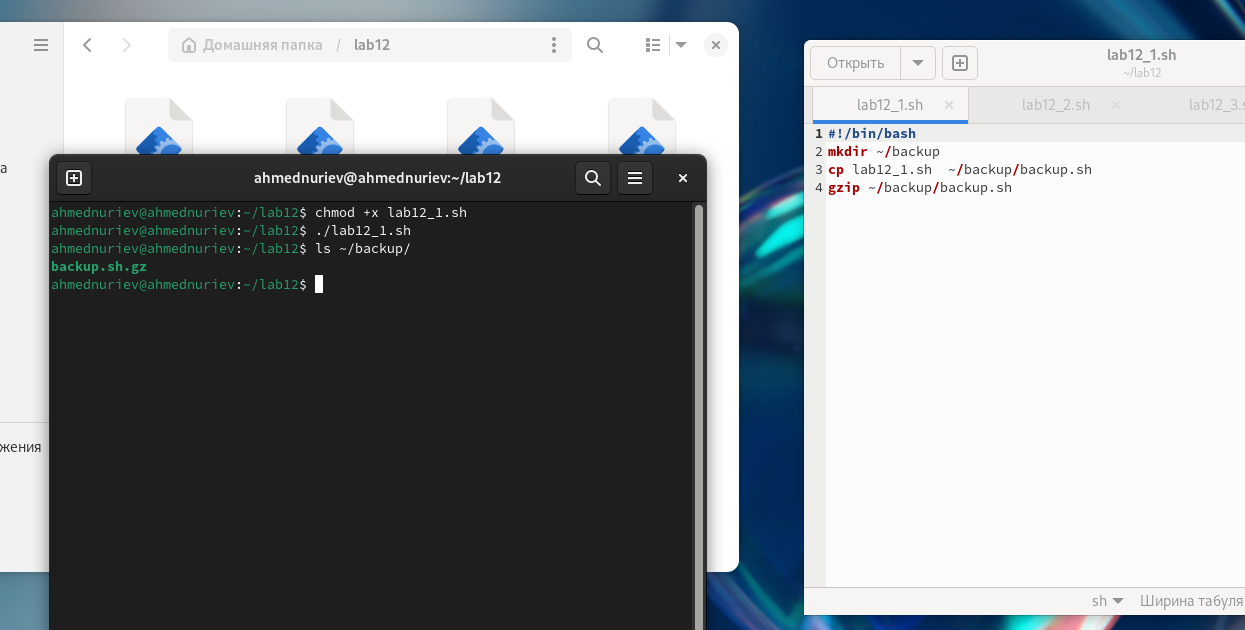 Домашняя папка / lab12
а
жения
ahmednuriev@ahmednuriev:~/lab12
ahmednuriev@ahmednuriev:~/lab12$ chmod +x lab12_1.sh
ahmednuriev@ahmednuriev:~/lab12$ ./lab12_1.sh
ahmednuriev@ahmednuriev:~/lab12$ ls ~/backup/
backup.sh.gz
ahmednuriev@ahmednuriev:~/lab12$
Открыть
lab12_1.sh
~/lab12
lab12_1.sh lab12_2.sh lab12_3.s
1 #!/bin/bash
2 mkdir ~/backup
3 cp lab12_1.sh  ~/backup/backup.sh
4 gzip ~/backup/backup.sh
sh Ширина табуля